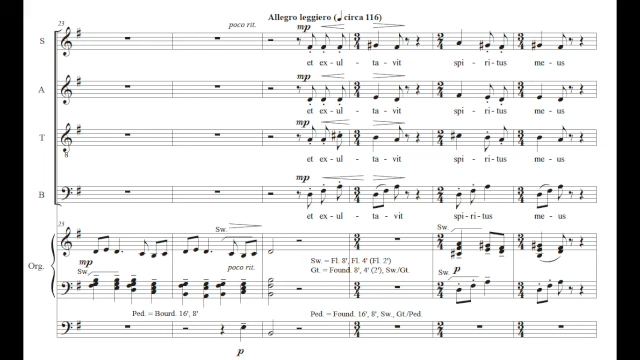 Allegro leggiero (♩. circa 116)
23
poco rit.
mp
S
et ex - ul - ta - vit spi - ri - tus me - us
mp
A
et ex - ul - ta - vit spi - ri - tus me - us
mp
T
8
et ex - ul - ta - vit spi - ri - tus me - us
mp
B
et ex - ul - ta - vit spi - ri - tus me - us
23
Sw.
Sw.
Org.
mp
Sw.
poco rit.
Sw. = Fl. 8', Fl. 4' (Fl. 2')
Gt. = Found. 8', 4' (2'), Sw./Gt.
p
Ped. = Bourd. 16', 8'
Ped. = Found. 16', 8', Sw., Gt./Ped.
p